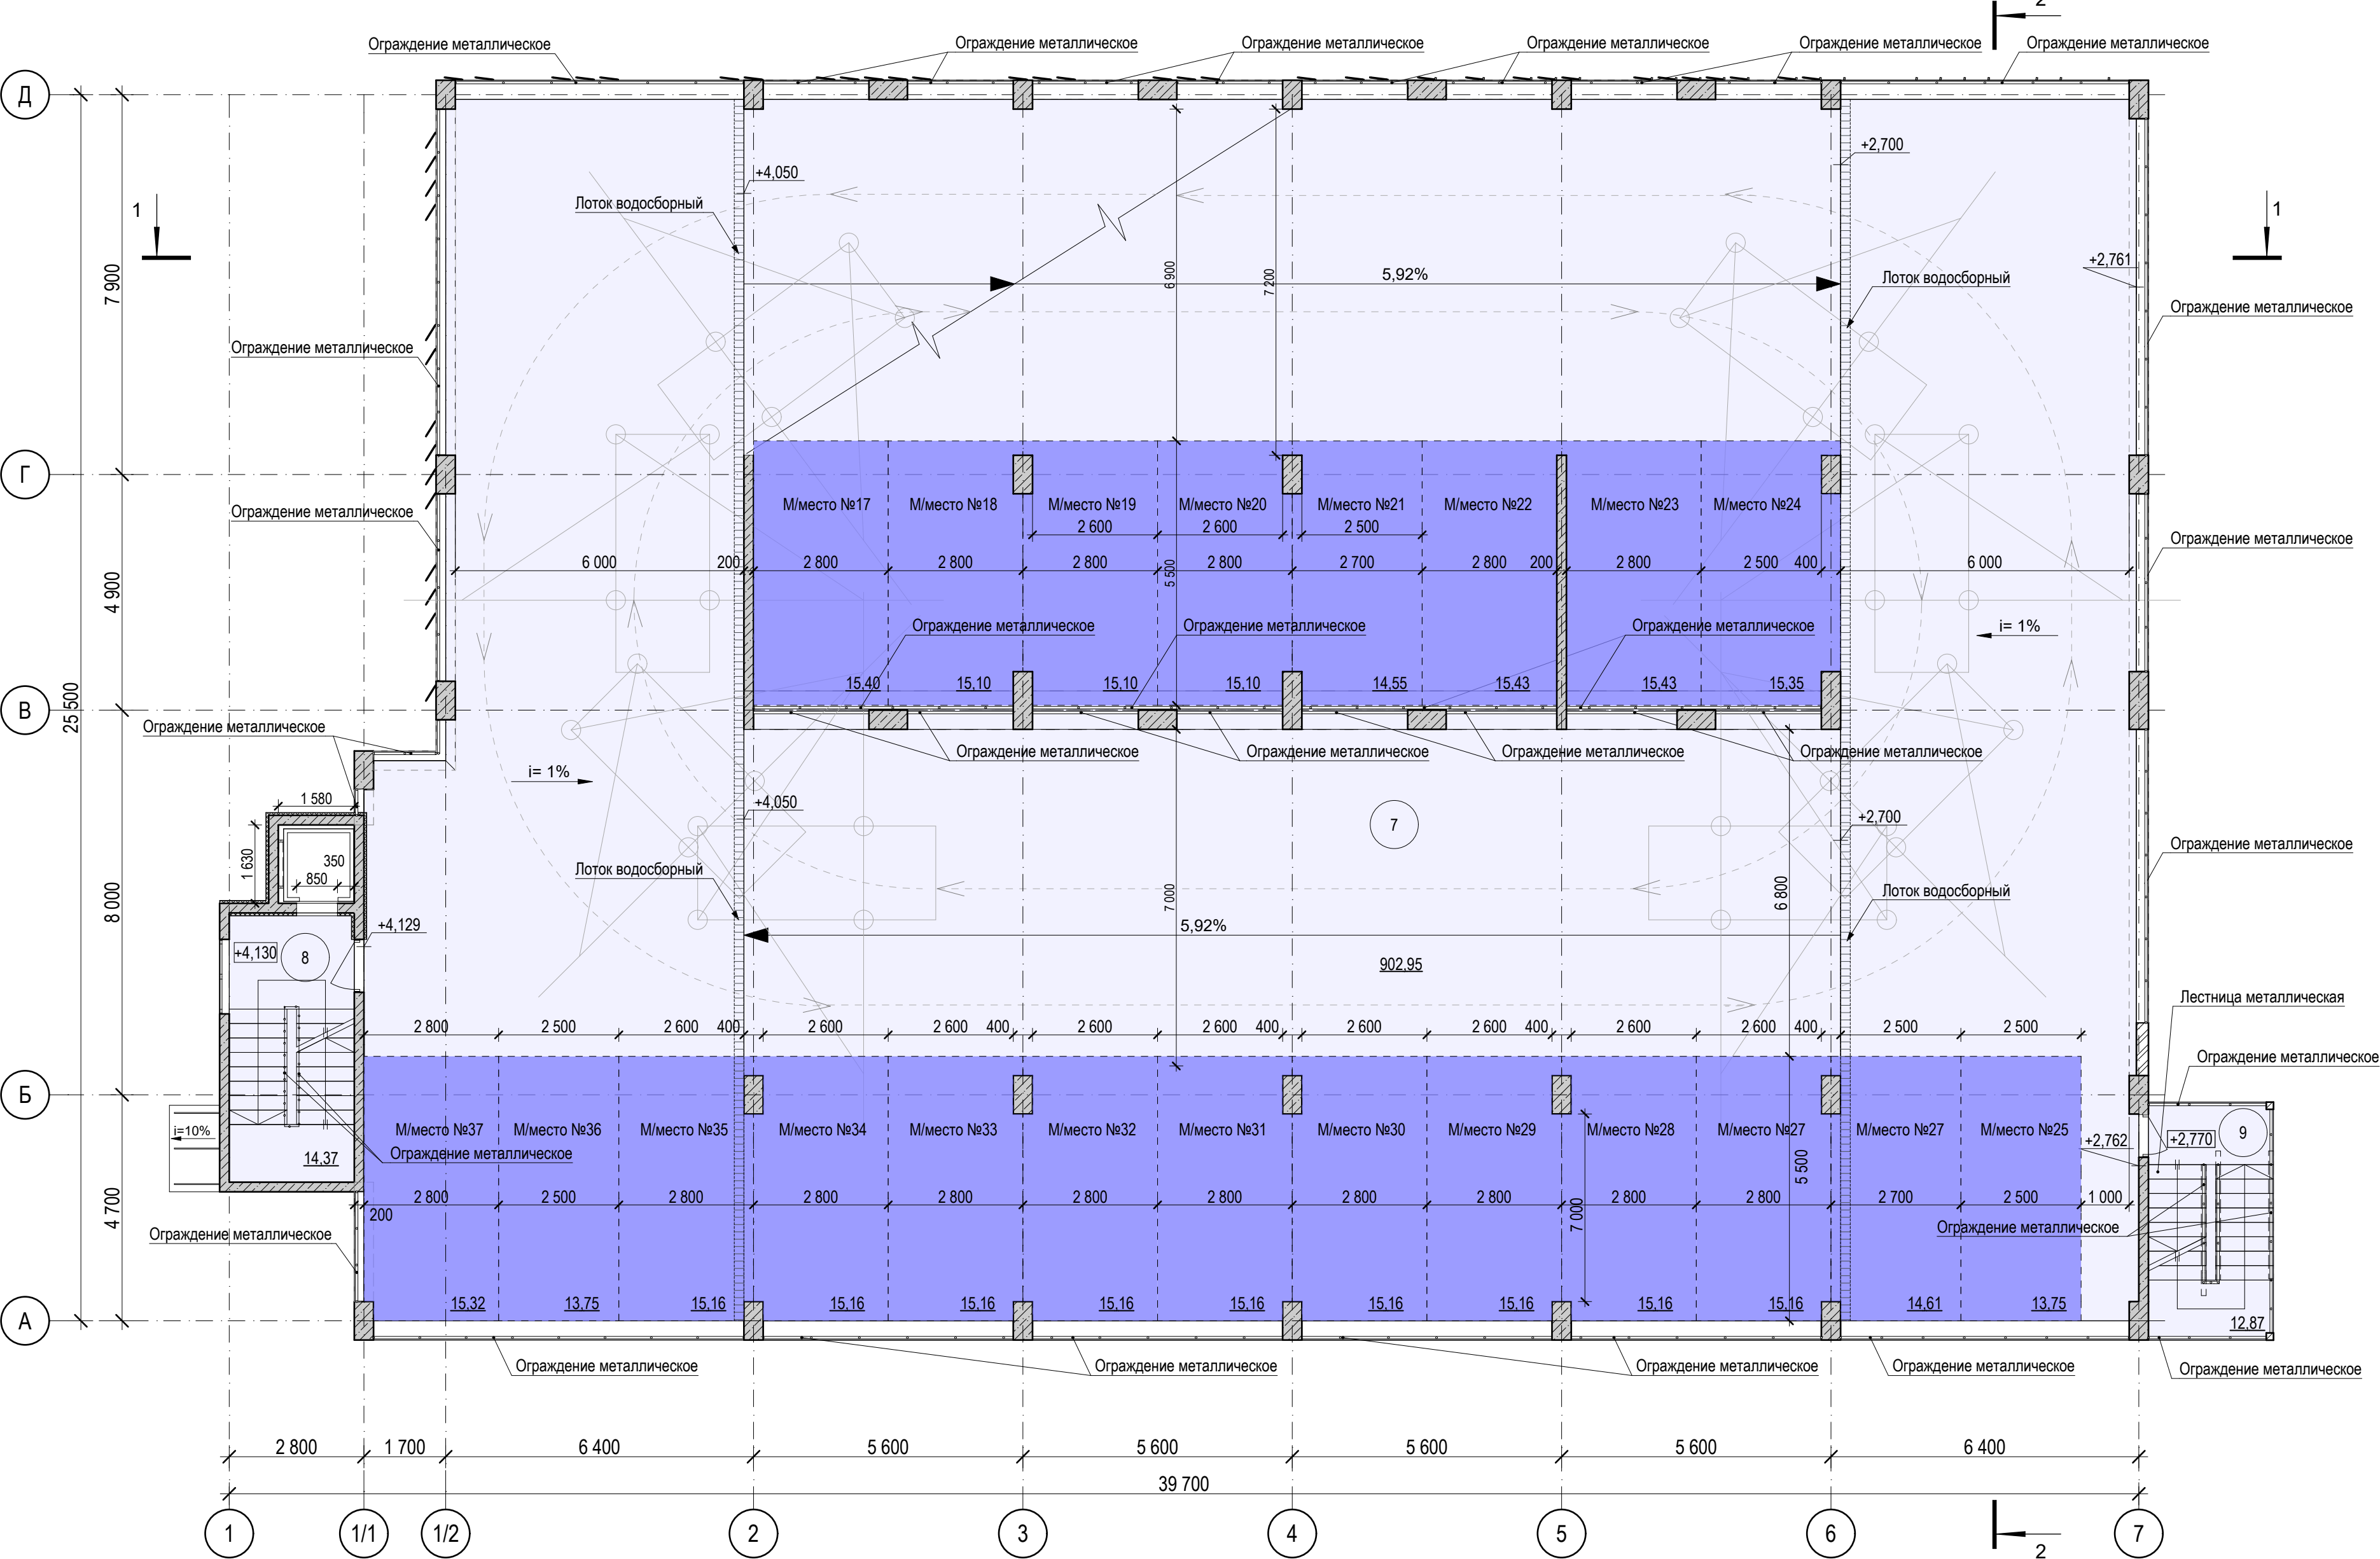 2
Ограждение металлическое
Ограждение металлическое
Ограждение металлическое
Ограждение металлическое
Ограждение металлическое
Ограждение металлическое
Д
+2,700
+4,050
Лоток водосборный
1
1
7 900
6 900
7 200
5,92%
+2,761
Лоток водосборный
Ограждение металлическое
Ограждение металлическое
Г
М/место №17
М/место №18
М/место №19
М/место №20
М/место №21
М/место №22
М/место №23
М/место №24
Ограждение металлическое
2 600
2 600
2 500
Ограждение металлическое
4 900
6 000
200
2 800
2 800
2 800
2 800
2 700
2 800
200
2 800
2 500
400
6 000
5 500
Ограждение металлическое
Ограждение металлическое
Ограждение металлическое
i= 1%
15,40
15,10
15,10
15,10
14,55
15,43
15,43
15,35
25 500
В
Ограждение металлическое
Ограждение металлическое
Ограждение металлическое
Ограждение металлическое
Ограждение металлическое
i= 1%
1 580
+4,050
7
+2,700
Ограждение металлическое
1 630
350
850
Лоток водосборный
7 000
6 800
Лоток водосборный
8 000
+4,129
5,92%
+4,130
8
902,95
Лестница металлическая
2 800
2 500
2 600
400
2 600
2 600
400
2 600
2 600
400
2 600
2 600
400
2 600
2 600
400
2 500
2 500
Ограждение металлическое
Б
i=10%
М/место №37
М/место №36
М/место №35
М/место №34
М/место №33
М/место №32
М/место №31
М/место №30
М/место №29
М/место №28
М/место №27
М/место №27
М/место №25
+2,762
+2,770
9
14,37
Ограждение металлическое
5 500
4 700
2 800
2 500
2 800
2 800
2 800
2 800
2 800
2 800
2 800
2 800
2 800
2 700
2 500
1 000
200
7 000
Ограждение металлическое
Ограждение металлическое
15,32
13,75
15,16
15,16
15,16
15,16
15,16
15,16
15,16
15,16
15,16
14,61
13,75
12,87
А
Ограждение металлическое
Ограждение металлическое
Ограждение металлическое
Ограждение металлическое
Ограждение металлическое
2 800
1 700
6 400
5 600
5 600
5 600
5 600
6 400
39 700
1
1/1
1/2
2
3
4
5
6
7
2